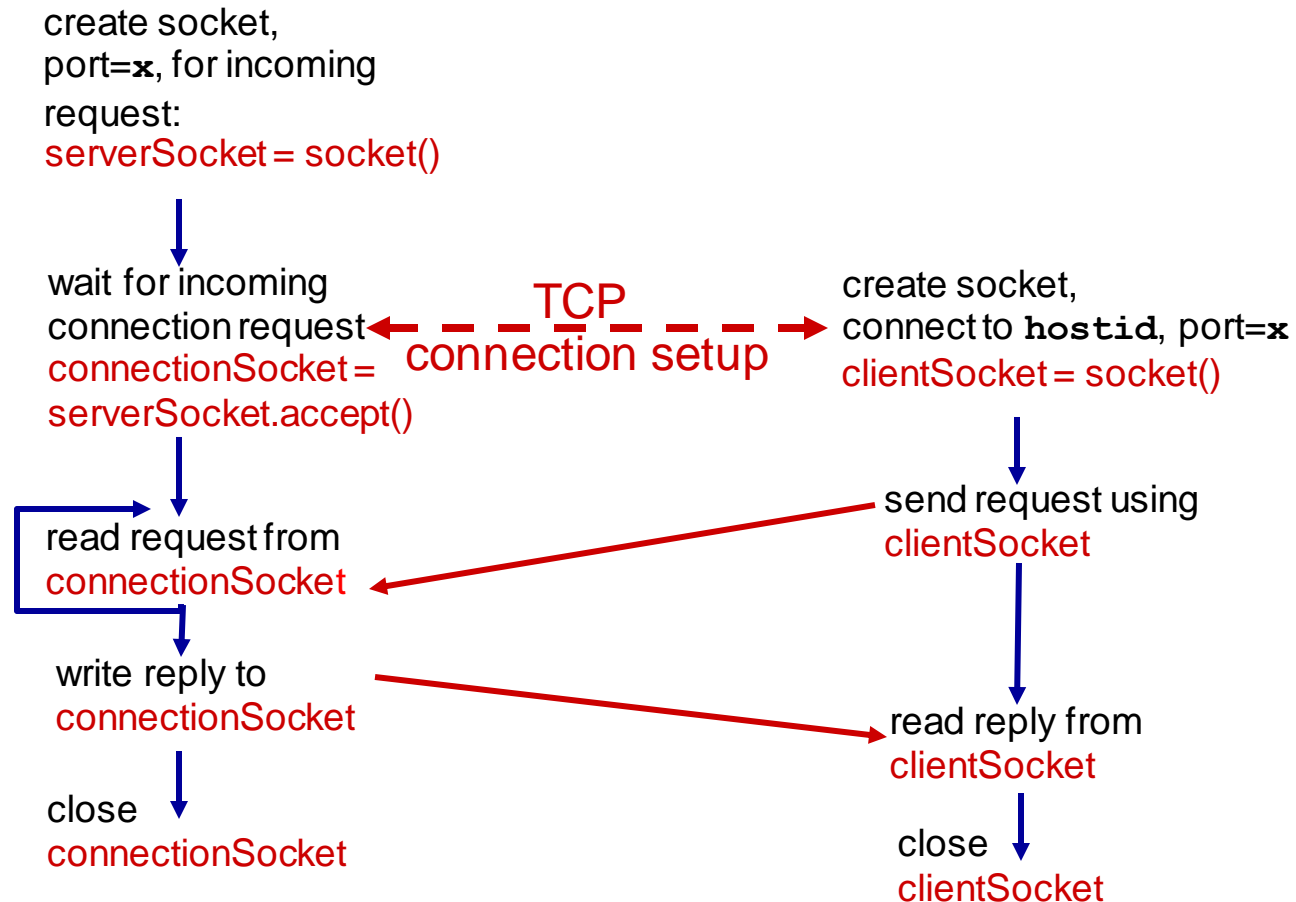 create socket,
port=x, for incoming
request:
serverSocket = socket()
wait for incoming
connection request
connectionSocket =
serverSocket.accept()
TCP
connection setup
create socket,
connect to hostid, port=x
clientSocket = socket()
read request from
connectionSocket
send request using
clientSocket
write reply to
connectionSocket
read reply from
clientSocket
close
connectionSocket
close
clientSocket